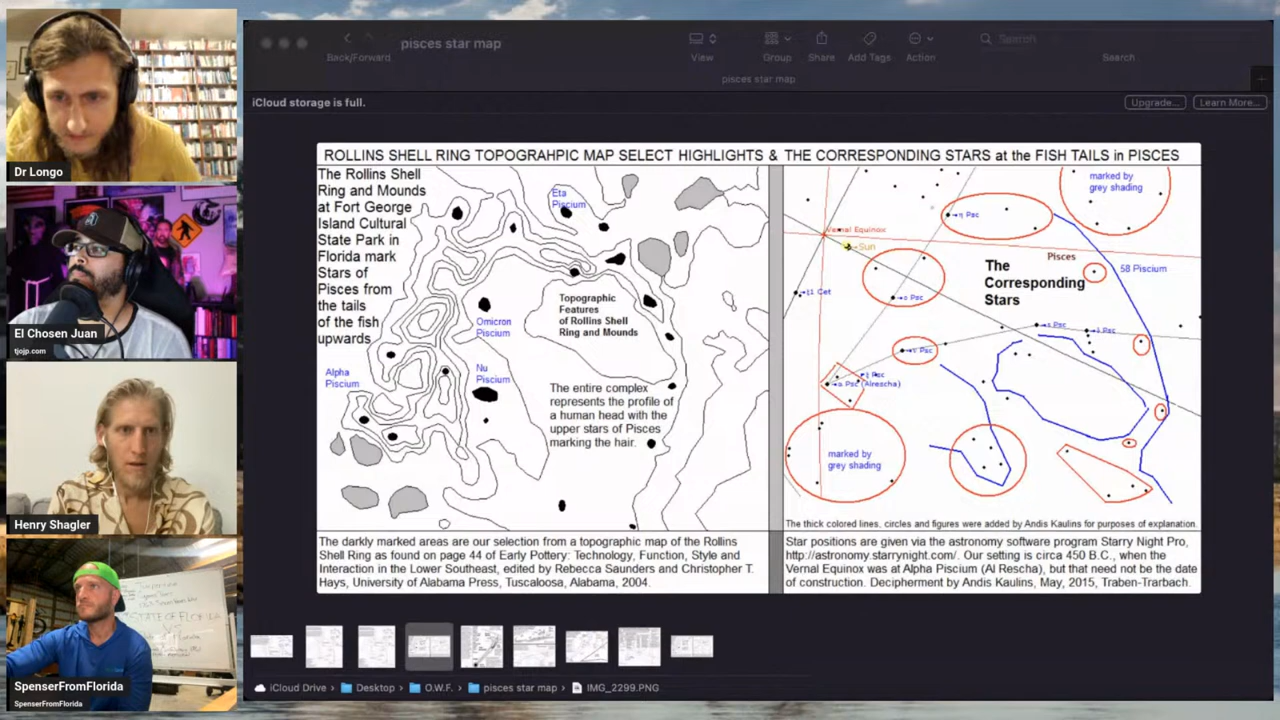 pisces star map
Back/Forward
View
Group
Share
Add Tags
Action
Search
Search
pisces star map
iCloud storage is full.
Upgrade...
Learn More...
ROLLINS SHELL RING TOPOGRAHPIC MAP SELECT HIGHLIGHTS & THE CORRESPONDING STARS at the FISH TAILS in PISCES
The Rollins Shell
Ring and Mounds
at Fort George
Island Cultural
State Park in
Florida mark
Stars of
Pisces from
the tails
of the fish
upwards
Eta
Piscium
Topographic
Features
of Rollins Shell
Ring and Mounds
Omicron
Piscium
Alpha
Piscium
Nu
Piscium
The entire complex
represents the profile of
a human head with the
upper stars of Pisces
marking the hair.
The darkly marked areas are our selection from a topographic map of the Rollins
Shell Ring as found on page 44 of Early Pottery: Technology, Function, Style and
Interaction in the Lower Southeast, edited by Rebecca Saunders and Christopher T.
Hays, University of Alabama Press, Tuscaloosa, Alabama, 2004.
marked by
grey shading
η Psc
Vernal Equinox
Sun
Pisces
The
Corresponding
Stars
58 Piscium
ξ1 Cet
ο Psc
α Psc (Alrescha)
marked by
grey shading
The thick colored lines, circles and figures were added by Andis Kaulins for purposes of explanation.
Star positions are given via the astronomy software program Starry Night Pro,
http://astronomy.starrynight.com/. Our setting is circa 450 B.C., when the
Vernal Equinox was at Alpha Piscium (Al Rescha), but that need not be the date
of construction. Decipherment by Andis Kaulins, May, 2015, Traben-Trarbach.
iCloud Drive › Desktop › O.W.F. › pisces star map › IMG_2299.PNG
Dr Longo
El Chosen Juan
tjojp.com
Henry Shagler
STATE OF FLORIDA
SpenserFromFlorida
SpenserFromFlorida